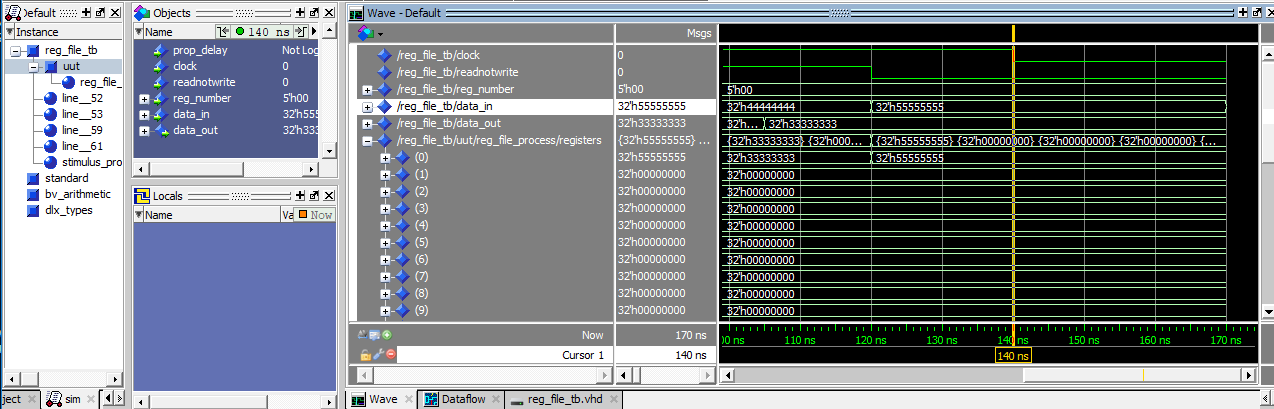 Default
Instance
reg_file_tb
uut
reg_file_
line__52
line__53
line__59
line__61
stimulus_pro
standard
bv_arithmetic
dlx_types
ject
sim
Objects
Name
140 ns
prop_delay Not Log
clock 0
readnotwrite 0
reg_number 5'h00
data_in 32'h55
data_out 32'h33
Locals
Name Va Now
Wave - Default
Msgs
/reg_file_tb/clock 0
/reg_file_tb/readnotwrite 0
/reg_file_tb/reg_number 5'h00 5'h00
/reg_file_tb/data_in 32'h55555555 32'h44444444 32'h55555555
/reg_file_tb/data_out 32'h33333333 32'h... 32'h33333333
/reg_file_tb/uut/reg_file_process/registers {32'h55555555} ... {32'h33333333} {32'h000... {32'h55555555} {32'h00000000} {32'h00000000} {32'h00000000} {...
(0) 32'h55555555 32'h33333333 32'h55555555
(1) 32'h00000000 32'h00000000
(2) 32'h00000000 32'h00000000
(3) 32'h00000000 32'h00000000
(4) 32'h00000000 32'h00000000
(5) 32'h00000000 32'h00000000
(6) 32'h00000000 32'h00000000
(7) 32'h00000000 32'h00000000
(8) 32'h00000000 32'h00000000
(9) 32'h00000000 32'h00000000
Now 170 ns 00 ns 110 ns 120 ns 130 ns 140 ns 150 ns 160 ns 170 ns
Cursor 1 140 ns 140 ns
Wave Dataflow reg_file_tb.vhd